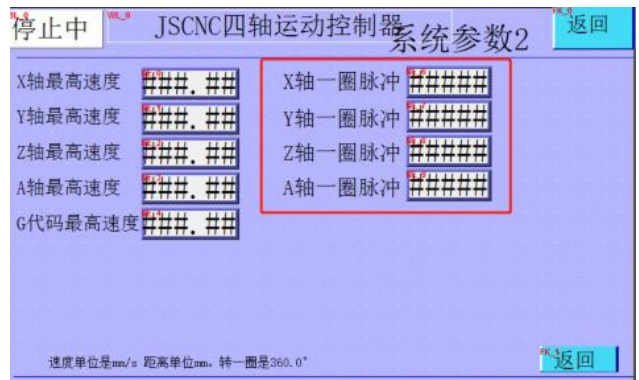 停止中 JSCNC四轴运动控制器 返回
系统参数2
X轴最高速度 ###.## X轴一圈脉冲 #####
Y轴最高速度 ###.## Y轴一圈脉冲 #####
Z轴最高速度 ###.## Z轴一圈脉冲 #####
A轴最高速度 ###.## A轴一圈脉冲 #####
G代码最高速度 ###.##
速度单位是mm/s 距离单位mm。转一圈是360.0° 返回